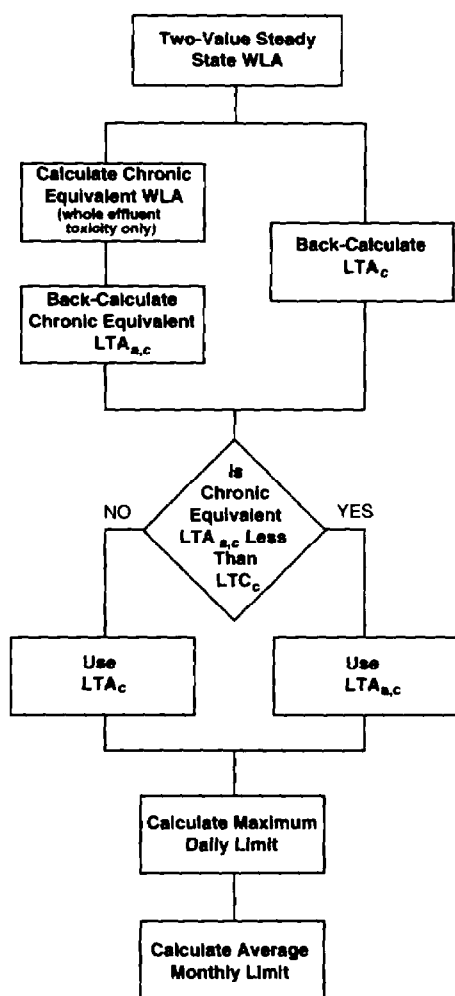 Two-Value Steady
State WLA
Calculate Chronic
Equivalent WLA
(whole effluent
toxicity only)
Back-Calculate
Chronic Equivalent
LTAa,c
Back-Calculate
LTAc
Is
Chronic
Equivalent
LTA a,c Less
Than
LTCc
NO
YES
Use
LTAc
Use
LTAa,c
Calculate Maximum
Daily Limit
Calculate Average
Monthly Limit